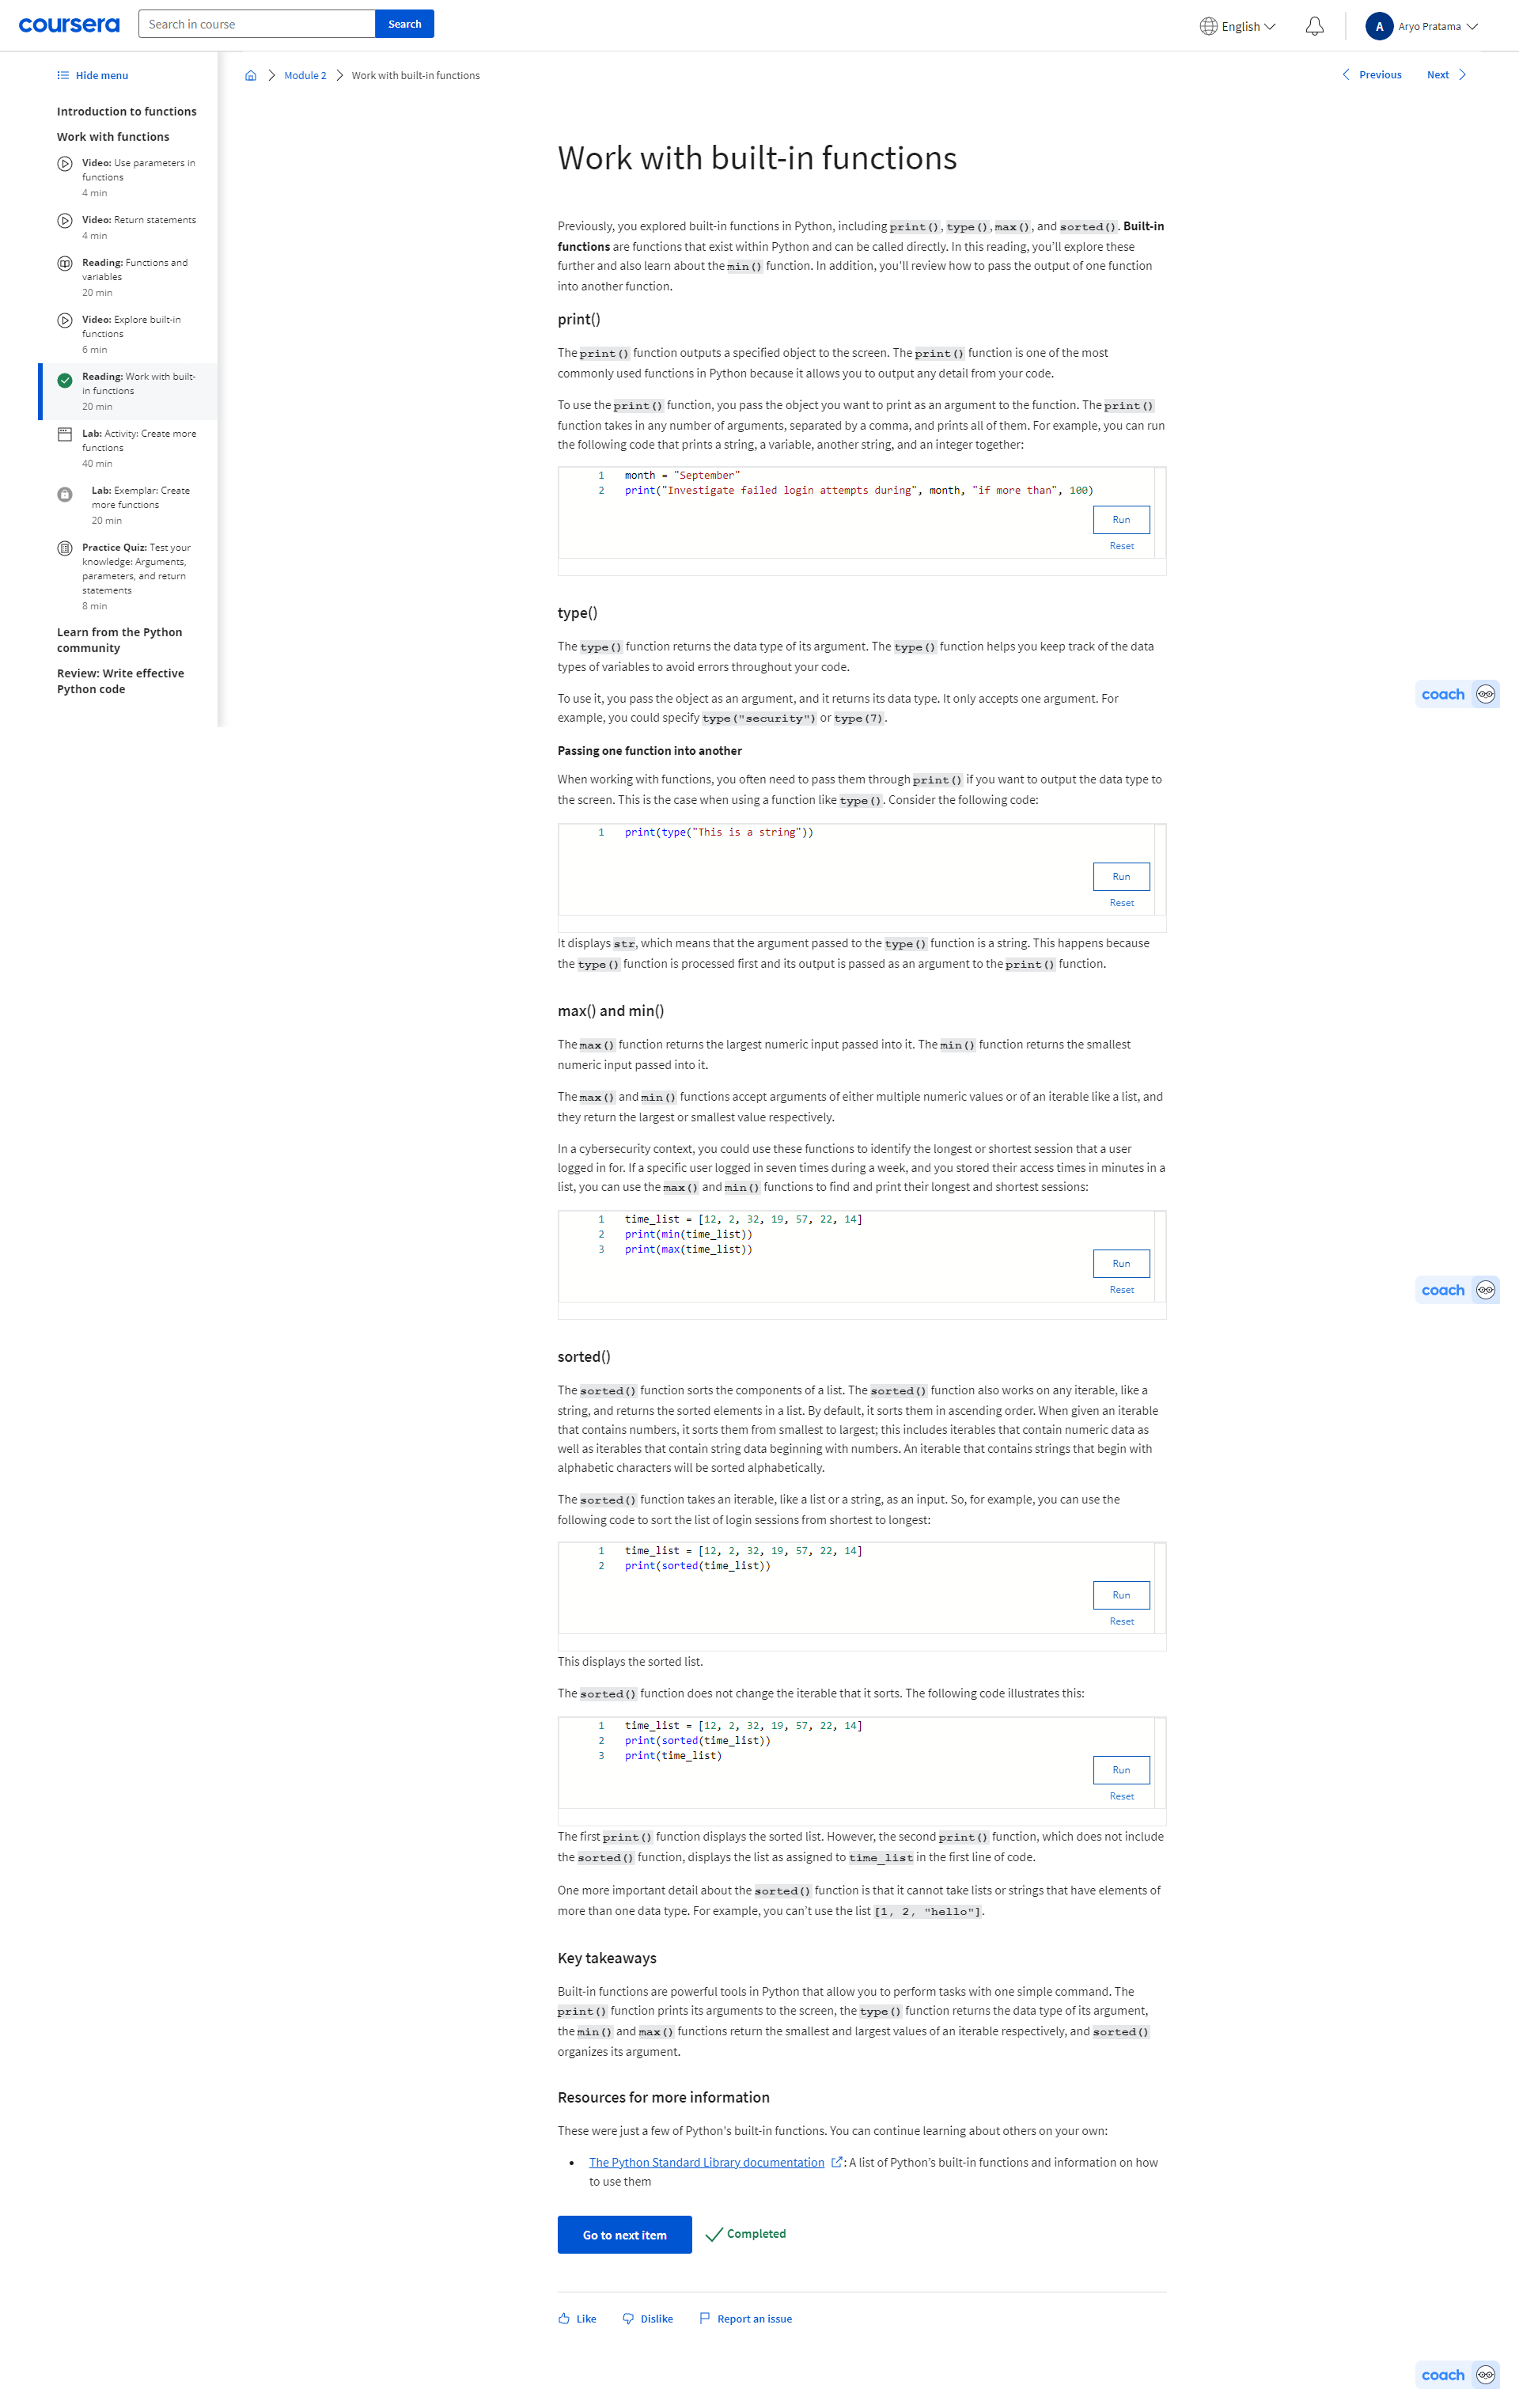 coursera
Search in course
Search
English
A
Aryo Pratama
Hide menu
Module 2
Work with built-in functions
Previous
Next
Introduction to functions
Work with functions
Video: Use parameters in
functions
4 min
Video: Return statements
4 min
Reading: Functions and
variables
20 min
Video: Explore built-in
functions
6 min
Reading: Work with built-
in functions
20 min
Lab: Activity: Create more
functions
40 min
Lab: Exemplar: Create
more functions
20 min
Practice Quiz: Test your
knowledge: Arguments,
parameters, and return
statements
8 min
Learn from the Python
community
Review: Write effective
Python code
Work with built-in functions
Previously, you explored built-in functions in Python, including print(), type(), max(), and sorted(). Built-in
functions are functions that exist within Python and can be called directly. In this reading, you’ll explore these
further and also learn about the min() function. In addition, you'll review how to pass the output of one function
into another function.
print()
The print() function outputs a specified object to the screen. The print() function is one of the most
commonly used functions in Python because it allows you to output any detail from your code.
To use the print() function, you pass the object you want to print as an argument to the function. The print()
function takes in any number of arguments, separated by a comma, and prints all of them. For example, you can run
the following code that prints a string, a variable, another string, and an integer together:
1 month = "September"
2 print("Investigate failed login attempts during", month, "if more than", 100)
Run
Reset
type()
The type() function returns the data type of its argument. The type() function helps you keep track of the data
types of variables to avoid errors throughout your code.
To use it, you pass the object as an argument, and it returns its data type. It only accepts one argument. For
example, you could specify type("security") or type(7).
Passing one function into another
When working with functions, you often need to pass them through print() if you want to output the data type to
the screen. This is the case when using a function like type(). Consider the following code:
1 print(type("This is a string"))
Run
Reset
It displays str, which means that the argument passed to the type() function is a string. This happens because
the type() function is processed first and its output is passed as an argument to the print() function.
max() and min()
The max() function returns the largest numeric input passed into it. The min() function returns the smallest
numeric input passed into it.
The max() and min() functions accept arguments of either multiple numeric values or of an iterable like a list, and
they return the largest or smallest value respectively.
In a cybersecurity context, you could use these functions to identify the longest or shortest session that a user
logged in for. If a specific user logged in seven times during a week, and you stored their access times in minutes in a
list, you can use the max() and min() functions to find and print their longest and shortest sessions:
1 time_list = [12, 2, 32, 19, 57, 22, 14]
2 print(min(time_list))
3 print(max(time_list))
Run
Reset
sorted()
The sorted() function sorts the components of a list. The sorted() function also works on any iterable, like a
string, and returns the sorted elements in a list. By default, it sorts them in ascending order. When given an iterable
that contains numbers, it sorts them from smallest to largest; this includes iterables that contain numeric data as
well as iterables that contain string data beginning with numbers. An iterable that contains strings that begin with
alphabetic characters will be sorted alphabetically.
The sorted() function takes an iterable, like a list or a string, as an input. So, for example, you can use the
following code to sort the list of login sessions from shortest to longest:
1 time_list = [12, 2, 32, 19, 57, 22, 14]
2 print(sorted(time_list))
Run
Reset
This displays the sorted list.
The sorted() function does not change the iterable that it sorts. The following code illustrates this:
1 time_list = [12, 2, 32, 19, 57, 22, 14]
2 print(sorted(time_list))
3 print(time_list)
Run
Reset
The first print() function displays the sorted list. However, the second print() function, which does not include
the sorted() function, displays the list as assigned to time_list in the first line of code.
One more important detail about the sorted() function is that it cannot take lists or strings that have elements of
more than one data type. For example, you can’t use the list [1, 2, "hello"].
Key takeaways
Built-in functions are powerful tools in Python that allow you to perform tasks with one simple command. The
print() function prints its arguments to the screen, the type() function returns the data type of its argument,
the min() and max() functions return the smallest and largest values of an iterable respectively, and sorted()
organizes its argument.
Resources for more information
These were just a few of Python's built-in functions. You can continue learning about others on your own:
• The Python Standard Library documentation : A list of Python’s built-in functions and information on how
to use them
Go to next item
Completed
Like
Dislike
Report an issue
coach
coach
coach